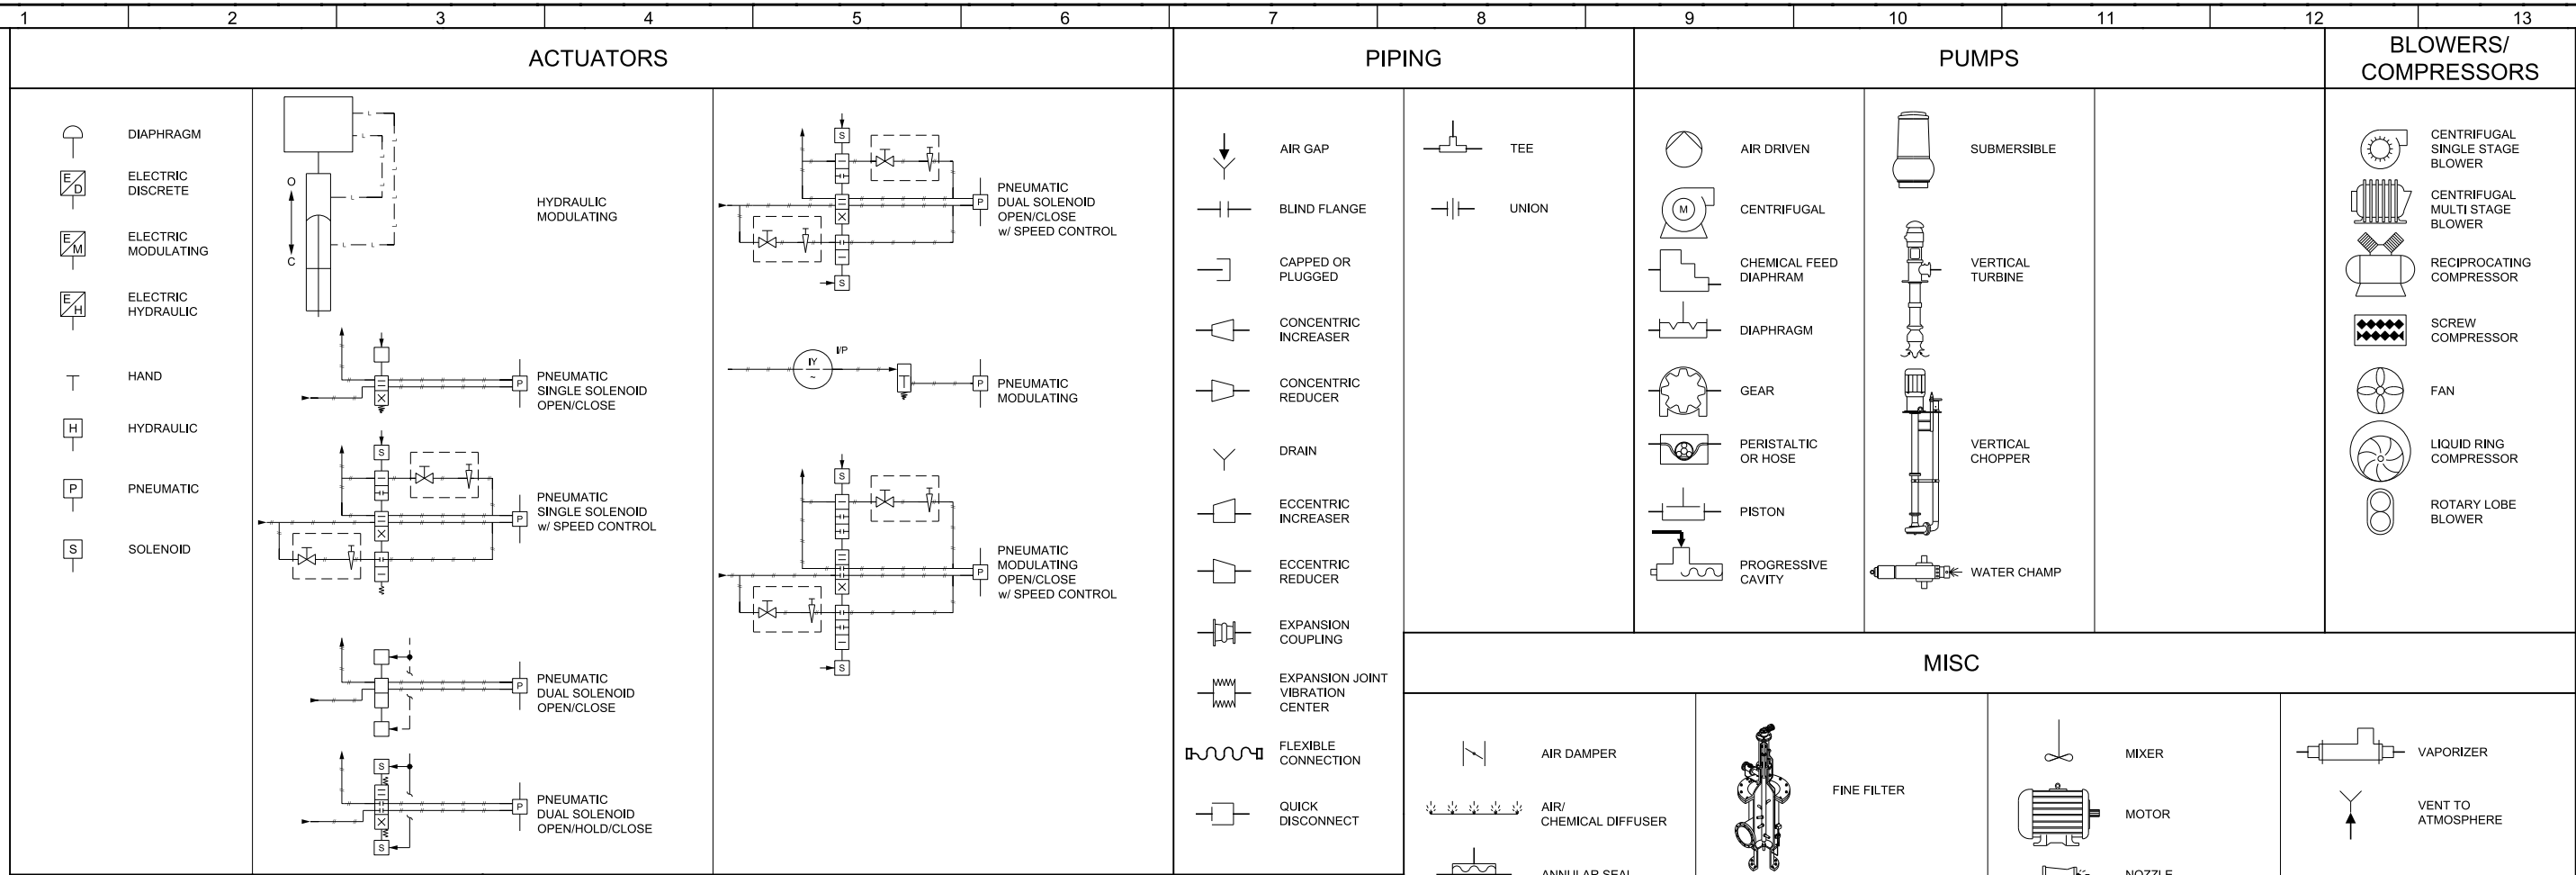 1 2 3 4 5 6 7 8 9 10 11 12 13
ACTUATORS
DIAPHRAGM
E/D
ELECTRIC
DISCRETE
E/M
ELECTRIC
MODULATING
E/H
ELECTRIC
HYDRAULIC
HAND
H
HYDRAULIC
P
PNEUMATIC
S
SOLENOID
L
L
O
L
L
C
L
L
HYDRAULIC
MODULATING
P
PNEUMATIC
SINGLE SOLENOID
OPEN/CLOSE
S
P
PNEUMATIC
SINGLE SOLENOID
w/ SPEED CONTROL
P
PNEUMATIC
DUAL SOLENOID
OPEN/CLOSE
S
P
S
PNEUMATIC
DUAL SOLENOID
OPEN/HOLD/CLOSE
S
P
S
PNEUMATIC
DUAL SOLENOID
OPEN/CLOSE
w/ SPEED CONTROL
I/P
IY
~
P
PNEUMATIC
MODULATING
S
P
S
PNEUMATIC
MODULATING
OPEN/CLOSE
w/ SPEED CONTROL
PIPING
AIR GAP
BLIND FLANGE
CAPPED OR
PLUGGED
CONCENTRIC
INCREASER
CONCENTRIC
REDUCER
DRAIN
ECCENTRIC
INCREASER
ECCENTRIC
REDUCER
EXPANSION
COUPLING
EXPANSION JOINT
VIBRATION
CENTER
FLEXIBLE
CONNECTION
QUICK
DISCONNECT
TEE
UNION
PUMPS
AIR DRIVEN
M
CENTRIFUGAL
CHEMICAL FEED
DIAPHRAM
DIAPHRAGM
GEAR
PERISTALTIC
OR HOSE
PISTON
PROGRESSIVE
CAVITY
SUBMERSIBLE
VERTICAL
TURBINE
VERTICAL
CHOPPER
WATER CHAMP
BLOWERS/
COMPRESSORS
CENTRIFUGAL
SINGLE STAGE
BLOWER
CENTRIFUGAL
MULTI STAGE
BLOWER
RECIPROCATING
COMPRESSOR
SCREW
COMPRESSOR
FAN
LIQUID RING
COMPRESSOR
ROTARY LOBE
BLOWER
MISC
AIR DAMPER
AIR/
CHEMICAL DIFFUSER
ANNULAR SEAL
FINE FILTER
MIXER
MOTOR
NOZZLE
VAPORIZER
VENT TO
ATMOSPHERE